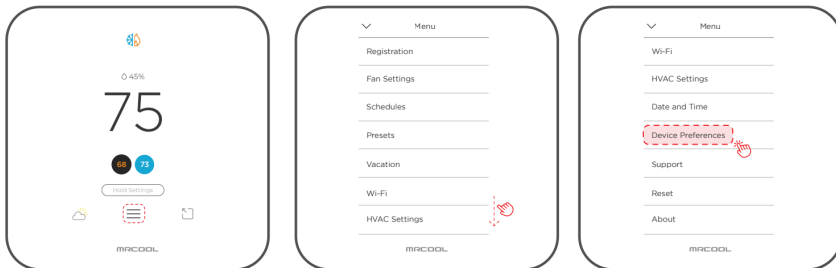 45%
75
68 73
Hold Settings
MRCOOL
Menu
Registration
Fan Settings
Schedules
Presets
Vacation
Wi-Fi
HVAC Settings
MRCOOL
Menu
Wi-Fi
HVAC Settings
Date and Time
Device Preferences
Support
Reset
About
MRCOOL